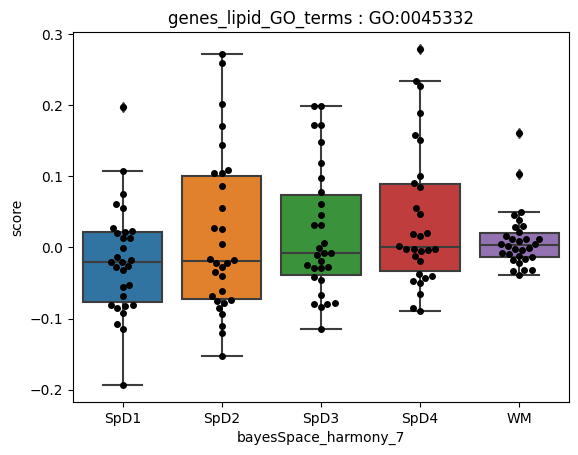 genes_lipid_GO_terms : GO:0045332
0.3
0.2
0.1
0.0
−0.1
−0.2
score
SpD1 SpD2 SpD3 SpD4 WM
bayesSpace_harmony_7